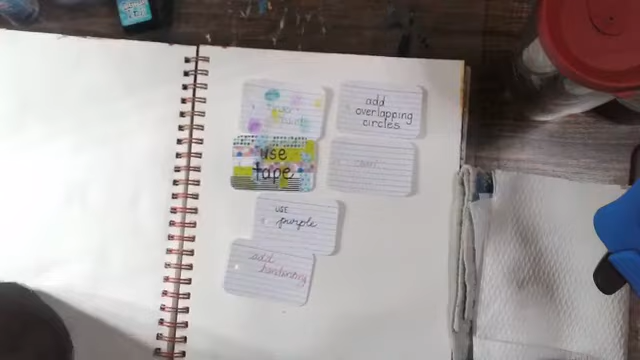 add
overlapping
circles
use
tape
USE
purple
add
handwriting